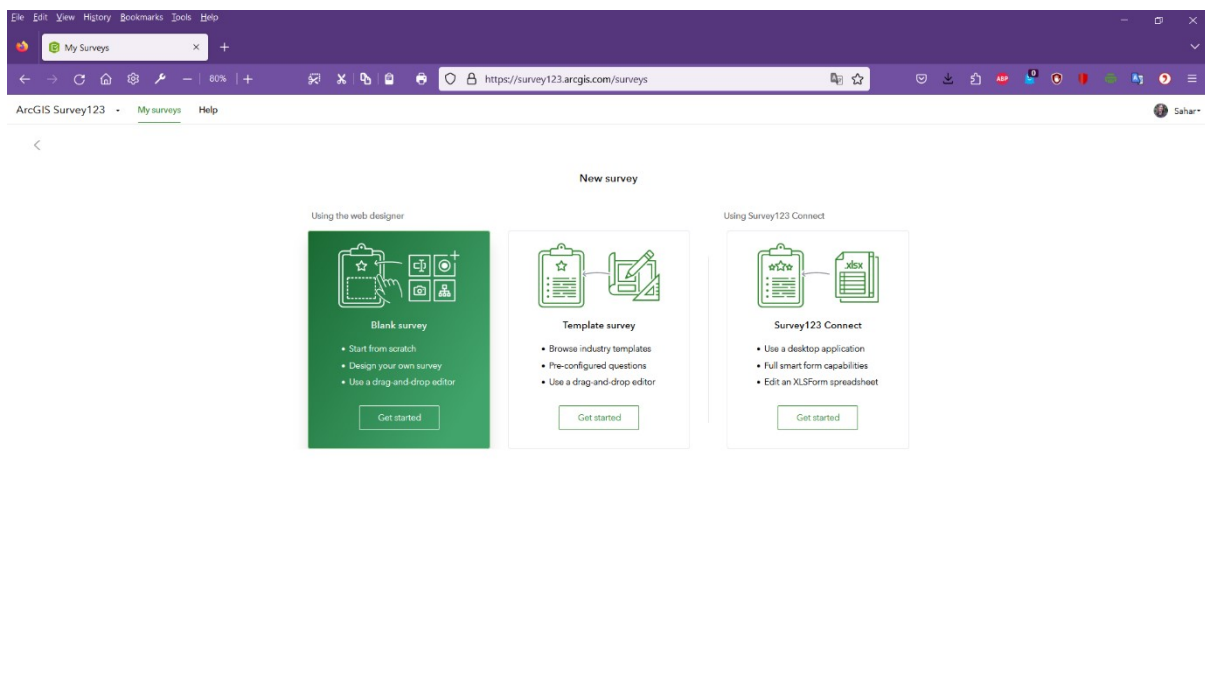 File Edit View History Bookmarks Tools Help
My Surveys
80%
https://survey123.arcgis.com/surveys
ABP
0
ArcGIS Survey123 My surveys Help
Sahar
New survey
Using the web designer
Using Survey123 Connect
.xlsx
Blank survey
• Start from scratch
• Design your own survey
• Use a drag-and-drop editor
Get started
Template survey
• Browse industry templates
• Pre-configured questions
• Use a drag-and-drop editor
Get started
Survey123 Connect
• Use a desktop application
• Full smart form capabilities
• Edit an XLSForm spreadsheet
Get started